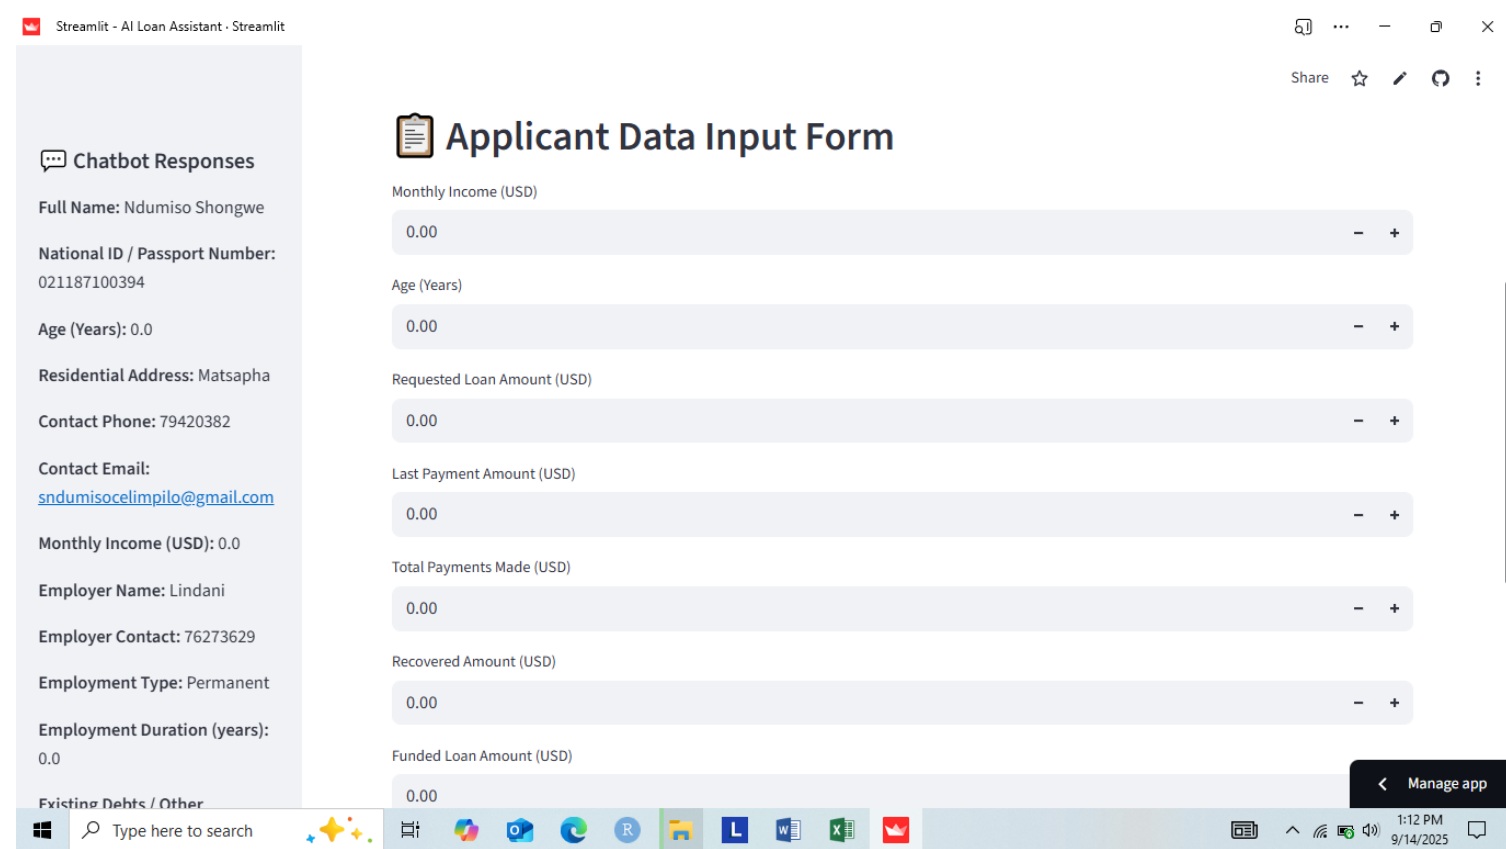 Streamlit - AI Loan Assistant · Streamlit
Share
💬 Chatbot Responses
Full Name: Ndumiso Shongwe
National ID / Passport Number:
021187100394
Age (Years): 0.0
Residential Address: Matsapha
Contact Phone: 79420382
Contact Email:
sndumisocelimpilo@gmail.com
Monthly Income (USD): 0.0
Employer Name: Lindani
Employer Contact: 76273629
Employment Type: Permanent
Employment Duration (years):
0.0
Existing Debts / Other
📋 Applicant Data Input Form
Monthly Income (USD)
0.00
Age (Years)
0.00
Requested Loan Amount (USD)
0.00
Last Payment Amount (USD)
0.00
Total Payments Made (USD)
0.00
Recovered Amount (USD)
0.00
Funded Loan Amount (USD)
0.00
Manage app
Type here to search
R
L
1:12 PM
9/14/2025